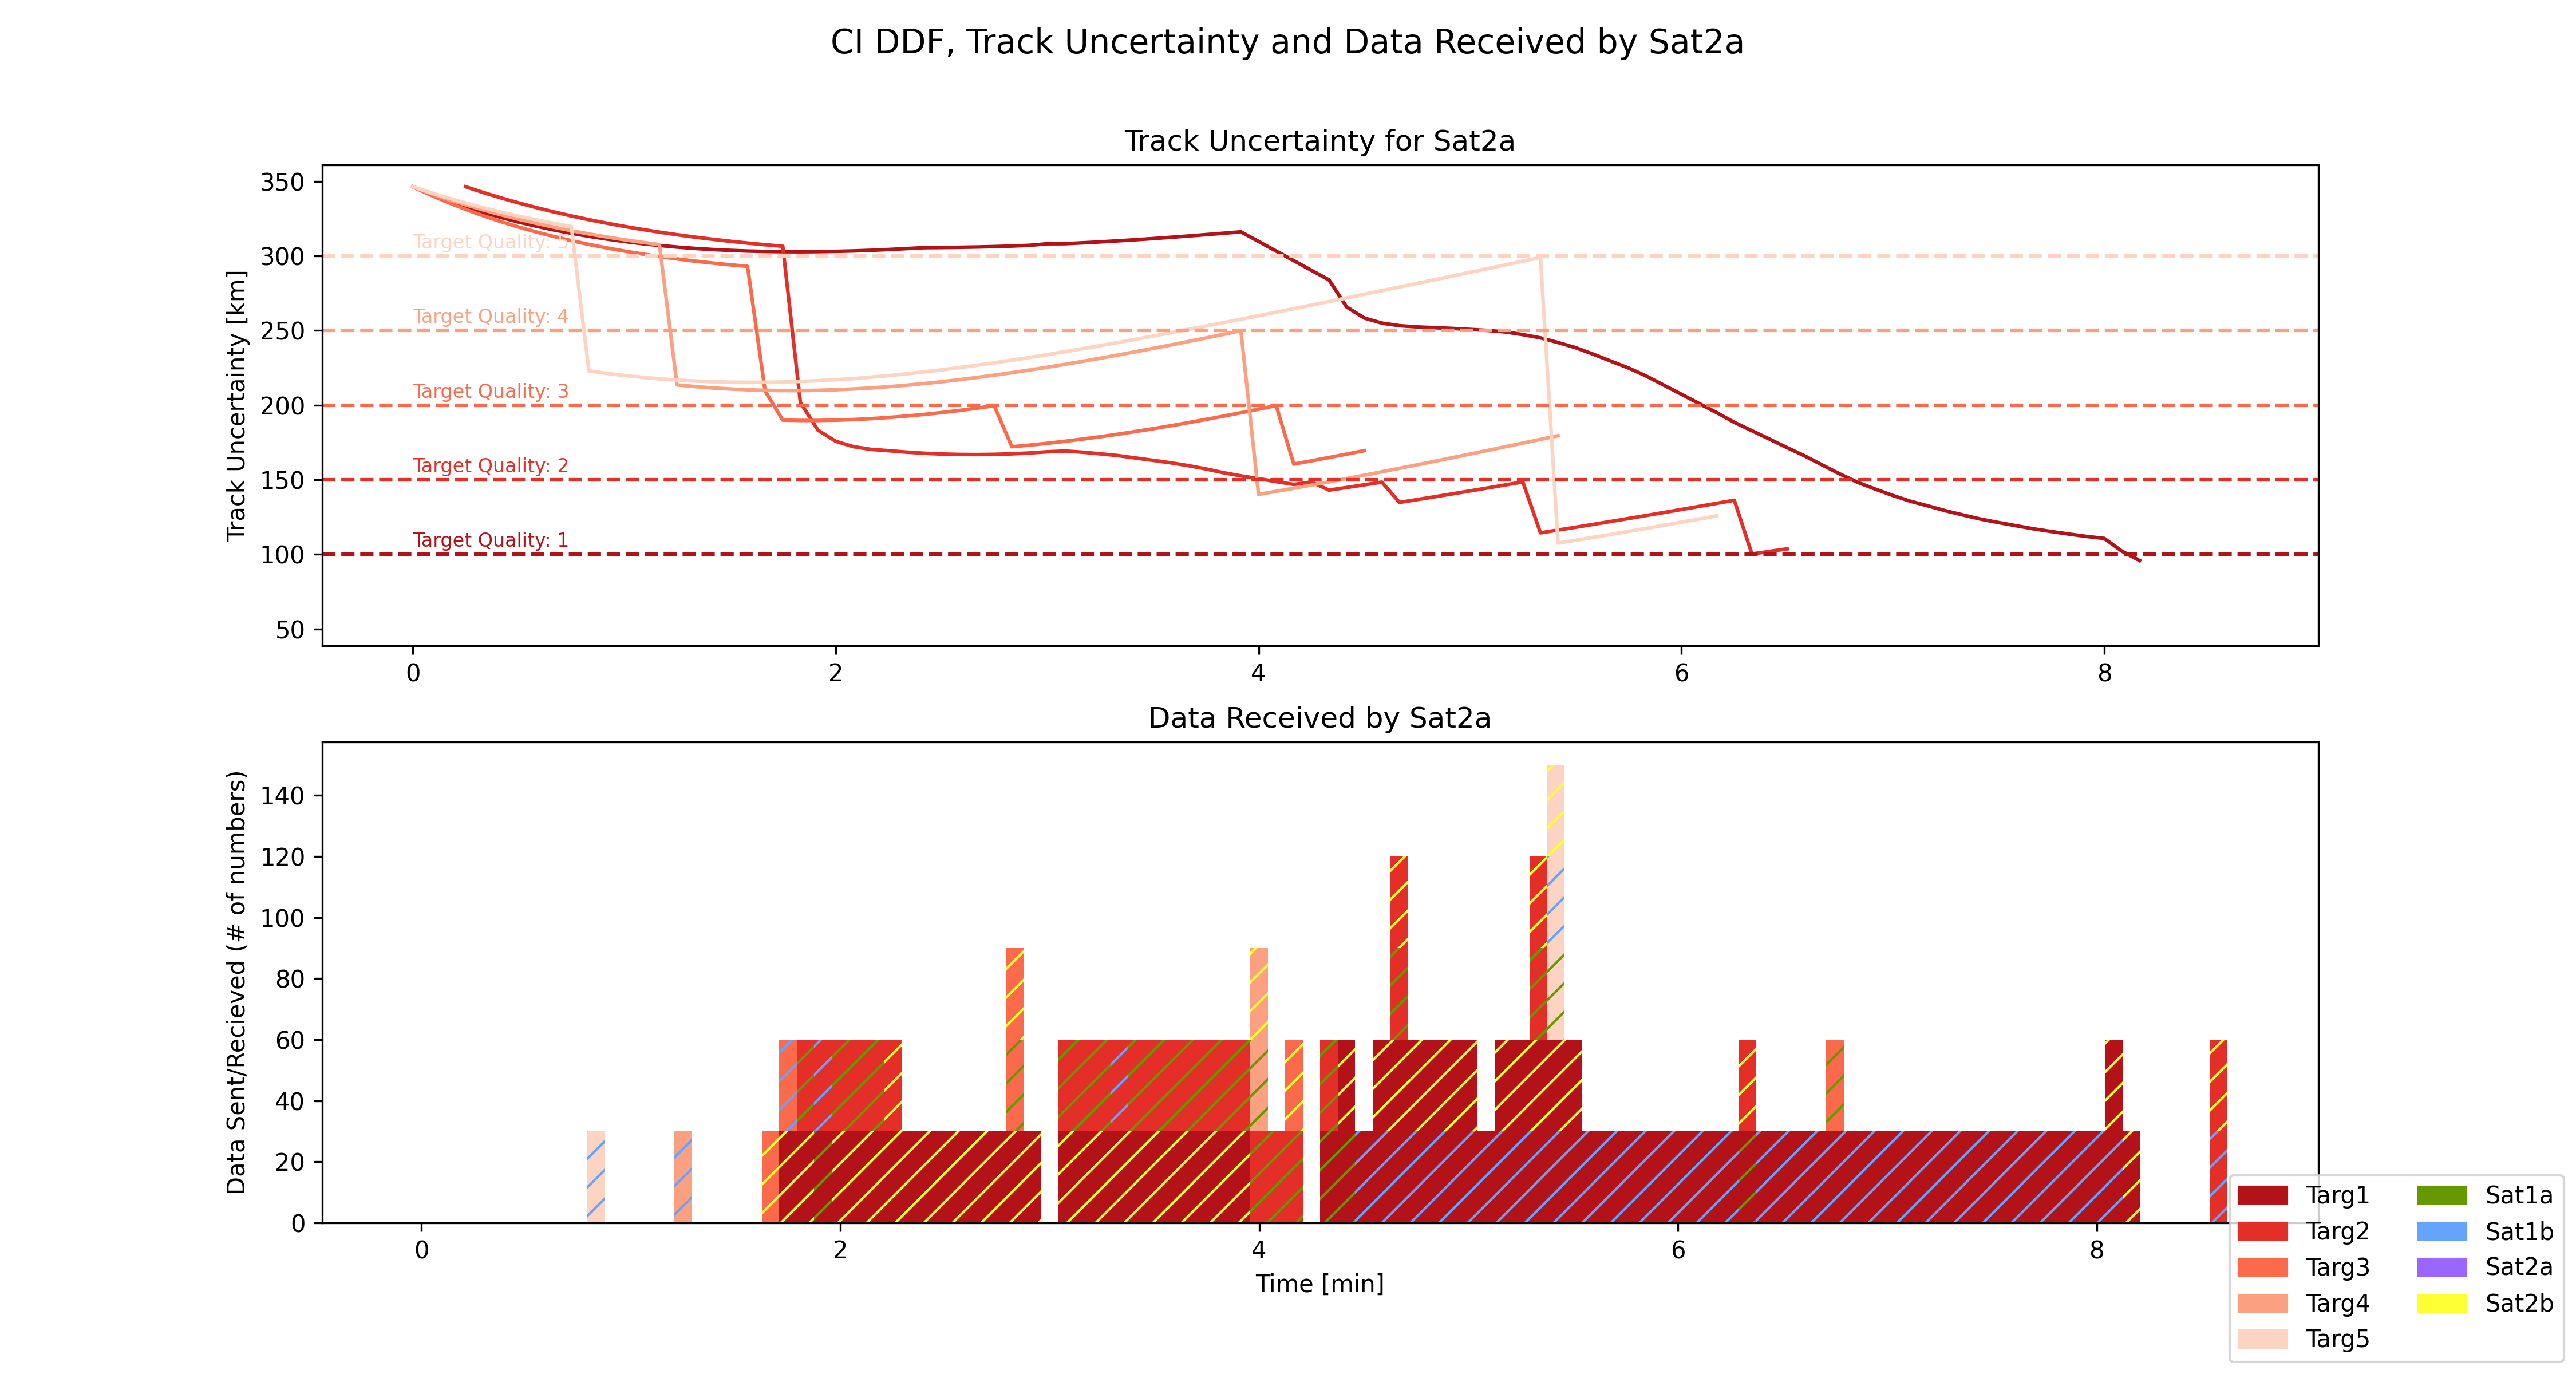 CI DDF, Track Uncertainty and Data Received by Sat2a
Track Uncertainty for Sat2a
Track Uncertainty [km]
350
300
250
200
150
100
50
Target Quality: 5
Target Quality: 4
Target Quality: 3
Target Quality: 2
Target Quality: 1
0 2 4 6 8
Data Received by Sat2a
Data Sent/Recieved (# of numbers)
140
120
100
80
60
40
20
0
0 2 4 6 8
Time [min]
Targ1 Sat1a
Targ2 Sat1b
Targ3 Sat2a
Targ4 Sat2b
Targ5